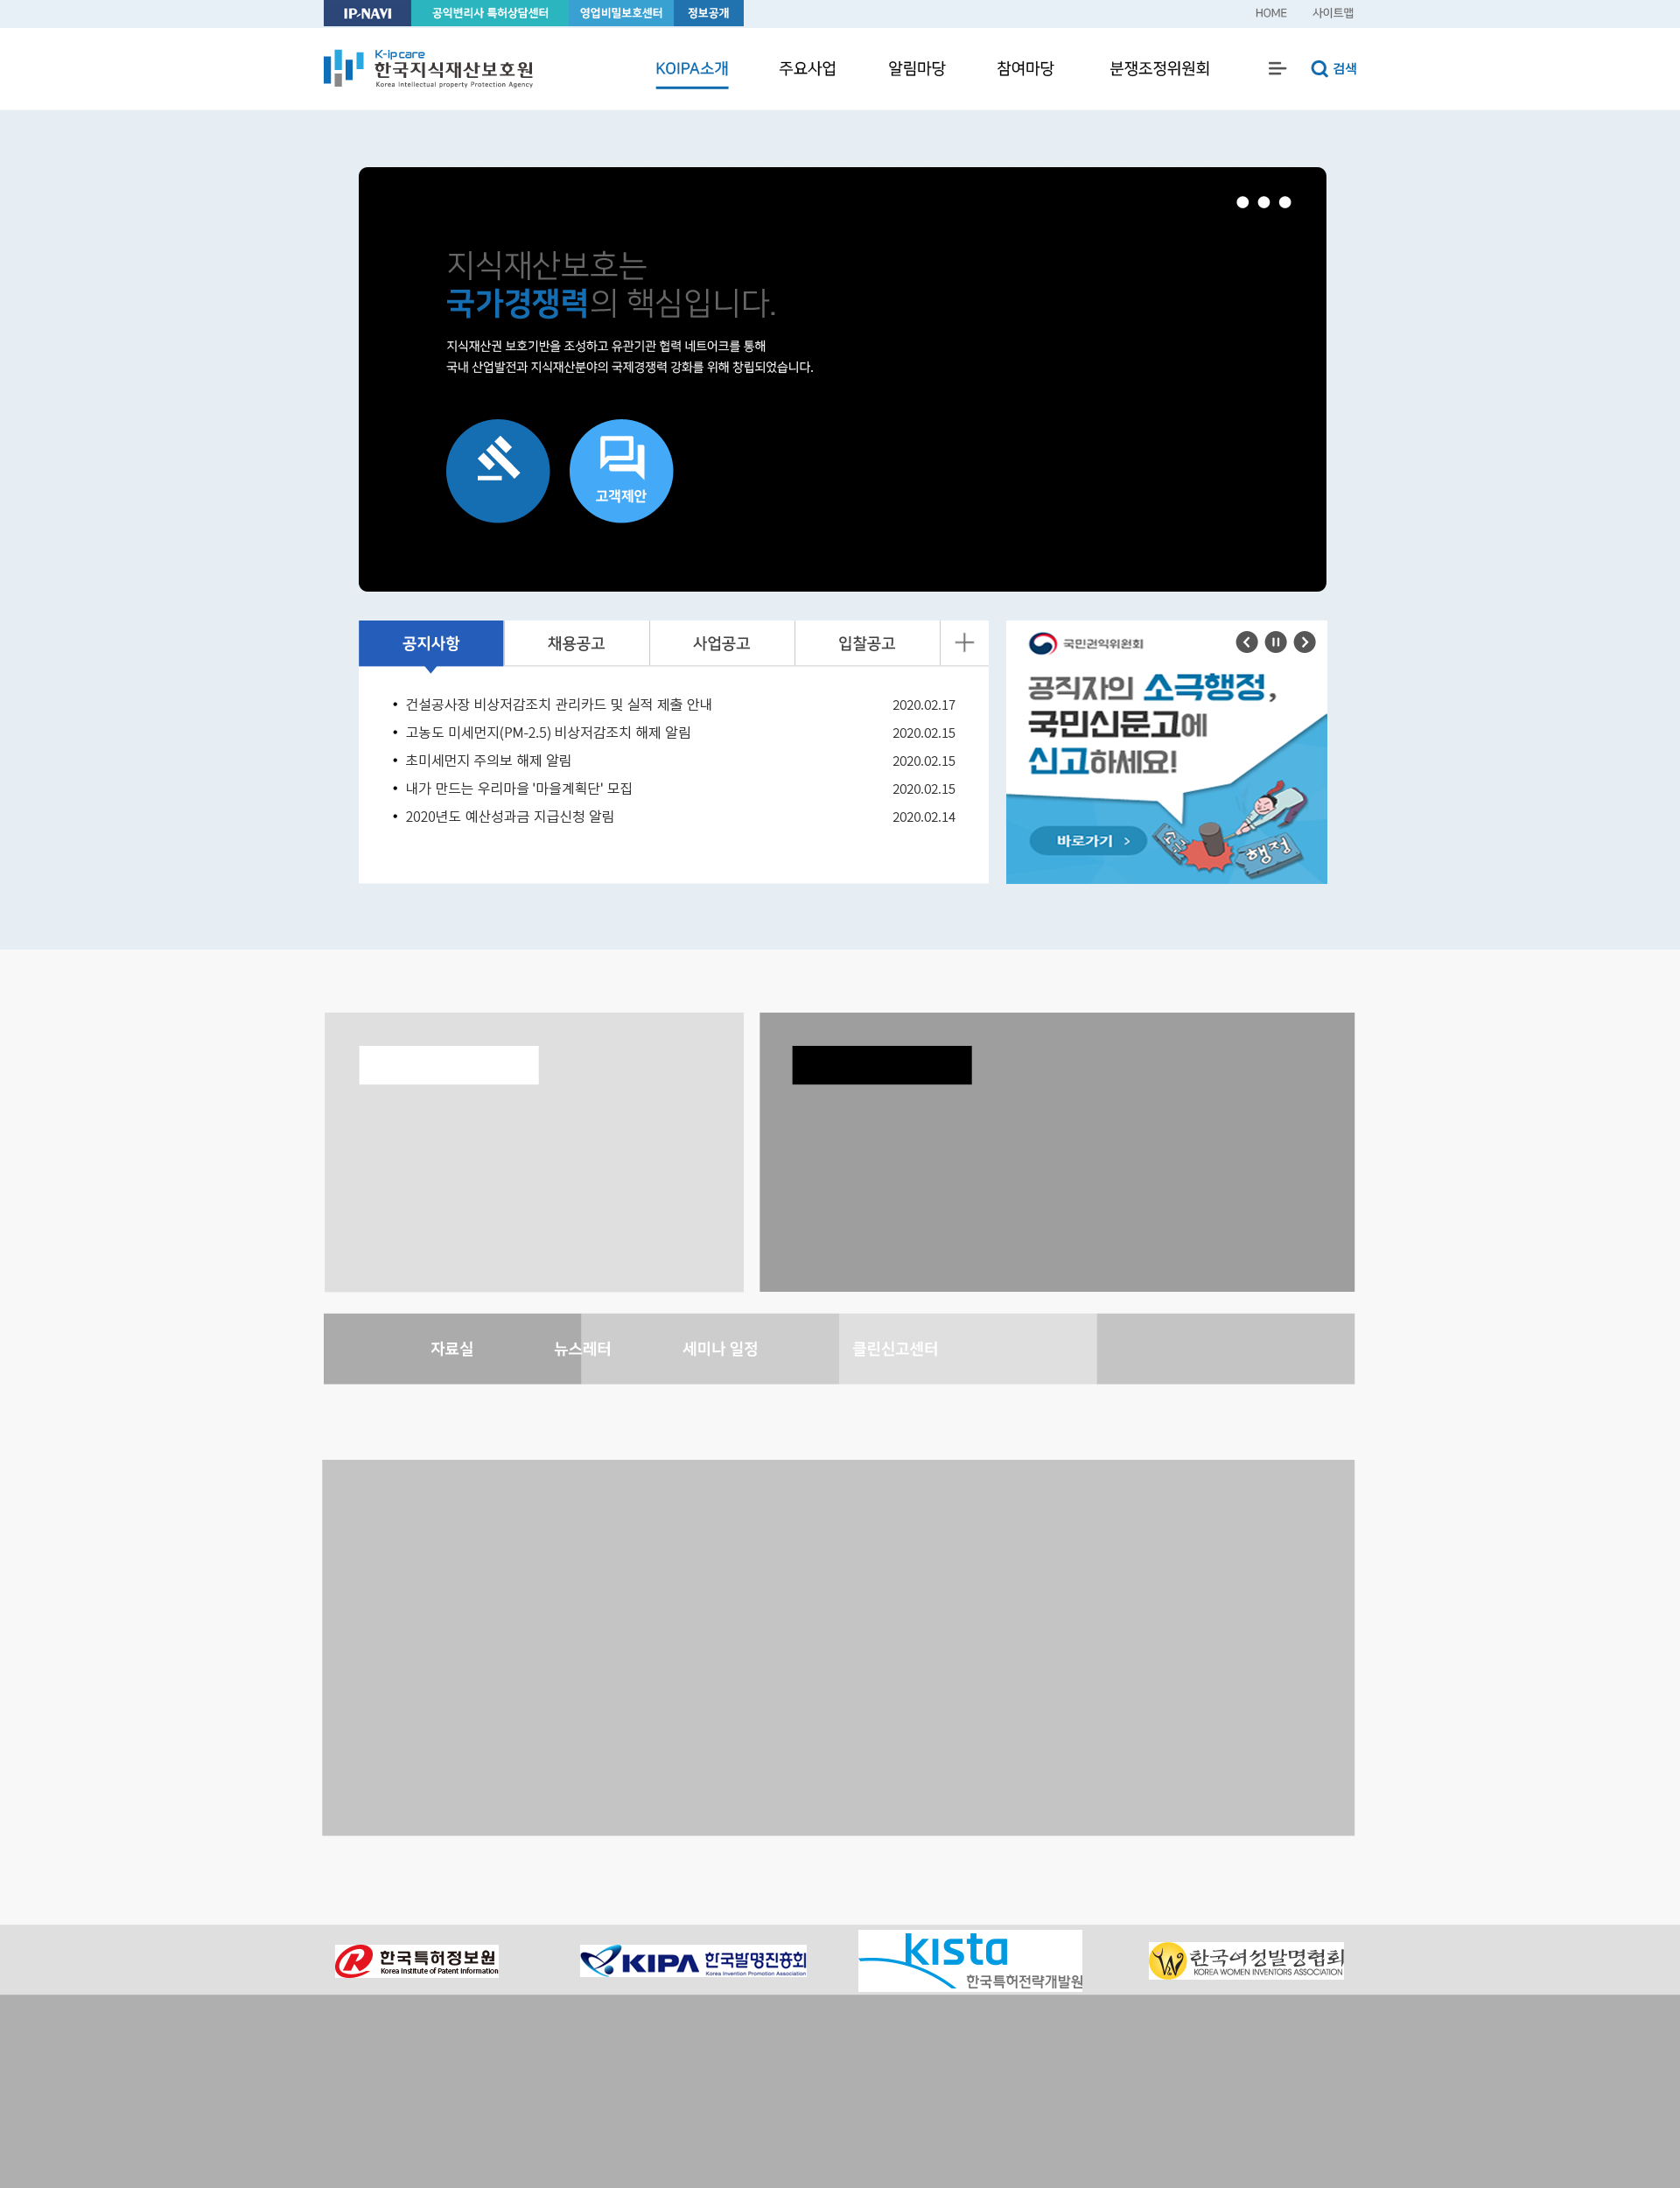 IP-NAVI 공익변리사 특허상담센터 영업비밀보호센터 정보공개 HOME 사이트맵
K-ip care
한국지식재산보호원
Korea Intellectual property Protection Agency
KOIPA소개 주요사업 알림마당 참여마당 분쟁조정위원회 검색
지식재산보호는
국가경쟁력의 핵심입니다.
지식재산권 보호기반을 조성하고 유관기관 협력 네트어크를 통해
국내 산업발전과 지식재산분야의 국제경쟁력 강화를 위해 창립되었습니다.
고객제안
공지사항 채용공고 사업공고 입찰공고
• 건설공사장 비상저감조치 관리카드 및 실적 제출 안내 2020.02.17
• 고농도 미세먼지(PM-2.5) 비상저감조치 해제 알림 2020.02.15
• 초미세먼지 주의보 해제 알림 2020.02.15
• 내가 만드는 우리마을 '마을계획단' 모집 2020.02.15
• 2020년도 예산성과금 지급신청 알림 2020.02.14
국민권익위원회
공직자의 소극행정,
국민신문고에
신고하세요!
바로가기 >
소극 행정
자료실 뉴스레터 세미나 일정 클린신고센터
한국특허정보원
Korea Institute of Patent Information
KIPA 한국발명진흥회
Korea Invention Promotion Association
kista
한국특허전략개발원
한국여성발명협회
KOREA WOMEN INVENTORS ASSOCIATION